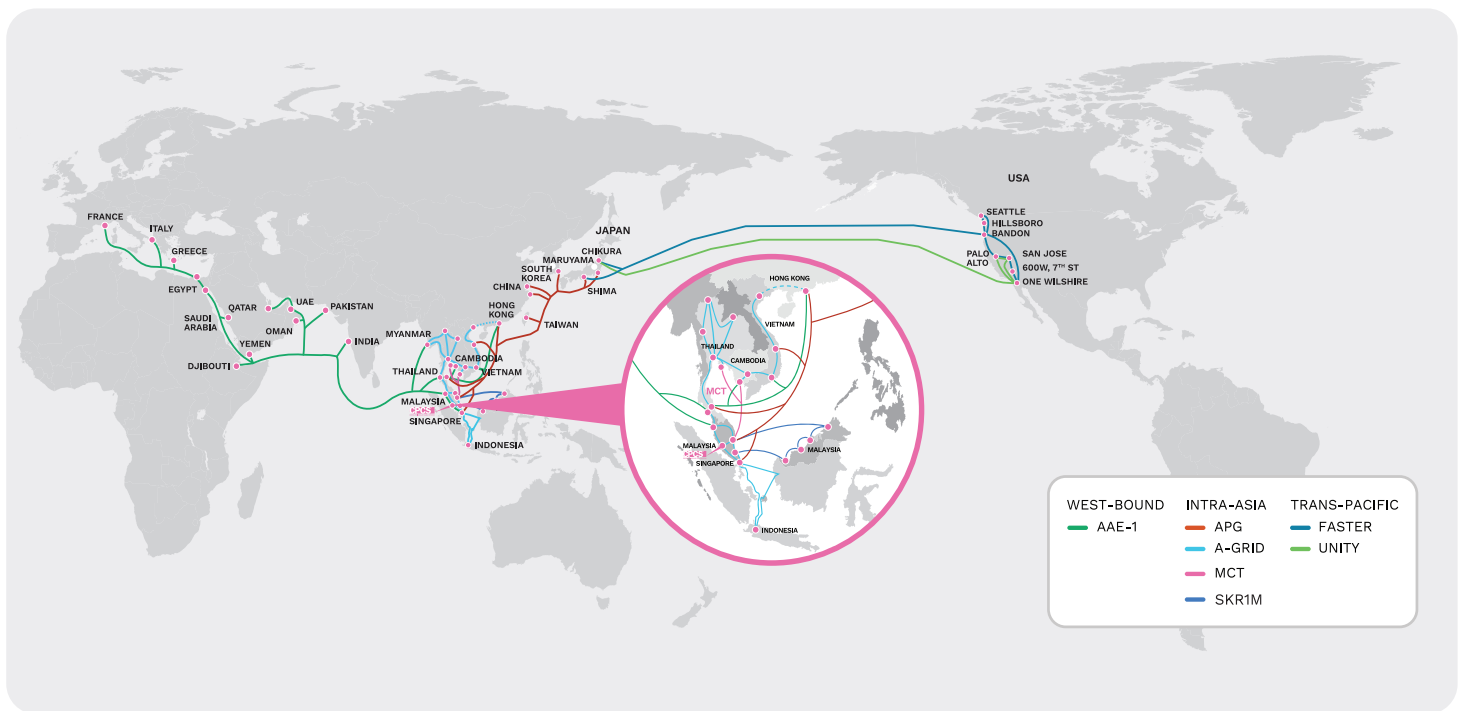 FRANCE
ITALY
GREECE
EGYPT
SAUDI
ARABIA
QATAR
UAE
OMAN
PAKISTAN
YEMEN
DJIBOUTI
INDIA
MYANMAR
THAILAND
CAMBODIA
VIETNAM
MALAYSIA
CPCS
SINGAPORE
INDONESIA
HONG
KONG
TAIWAN
CHINA
SOUTH
KOREA
JAPAN
CHIKURA
MARUYAMA
SHIMA
USA
SEATTLE
HILLSBORO
BANDON
PALO
ALTO
SAN JOSE
600W, 7TH ST
ONE WILSHIRE
HONG KONG
VIETNAM
THAILAND
CAMBODIA
MCT
MALAYSIA
CPCS
SINGAPORE
MALAYSIA
INDONESIA
WEST-BOUND
AAE-1
INTRA-ASIA
APG
A-GRID
MCT
SKR1M
TRANS-PACIFIC
FASTER
UNITY